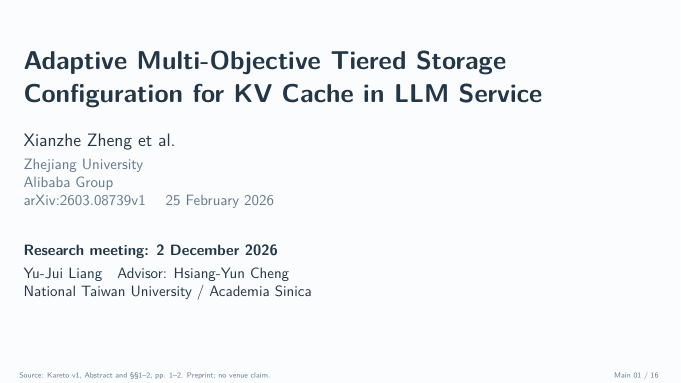 Adaptive Multi-Objective Tiered Storage
Configuration for KV Cache in LLM Service
Xianzhe Zheng et al.
Zhejiang University
Alibaba Group
arXiv:2603.08739v1 25 February 2026
Research meeting: 2 December 2026
Yu-Jui Liang Advisor: Hsiang-Yun Cheng
National Taiwan University / Academia Sinica
Source: Kareto v1, Abstract and §§1–2, pp. 1–2. Preprint; no venue claim.
Main 01 / 16